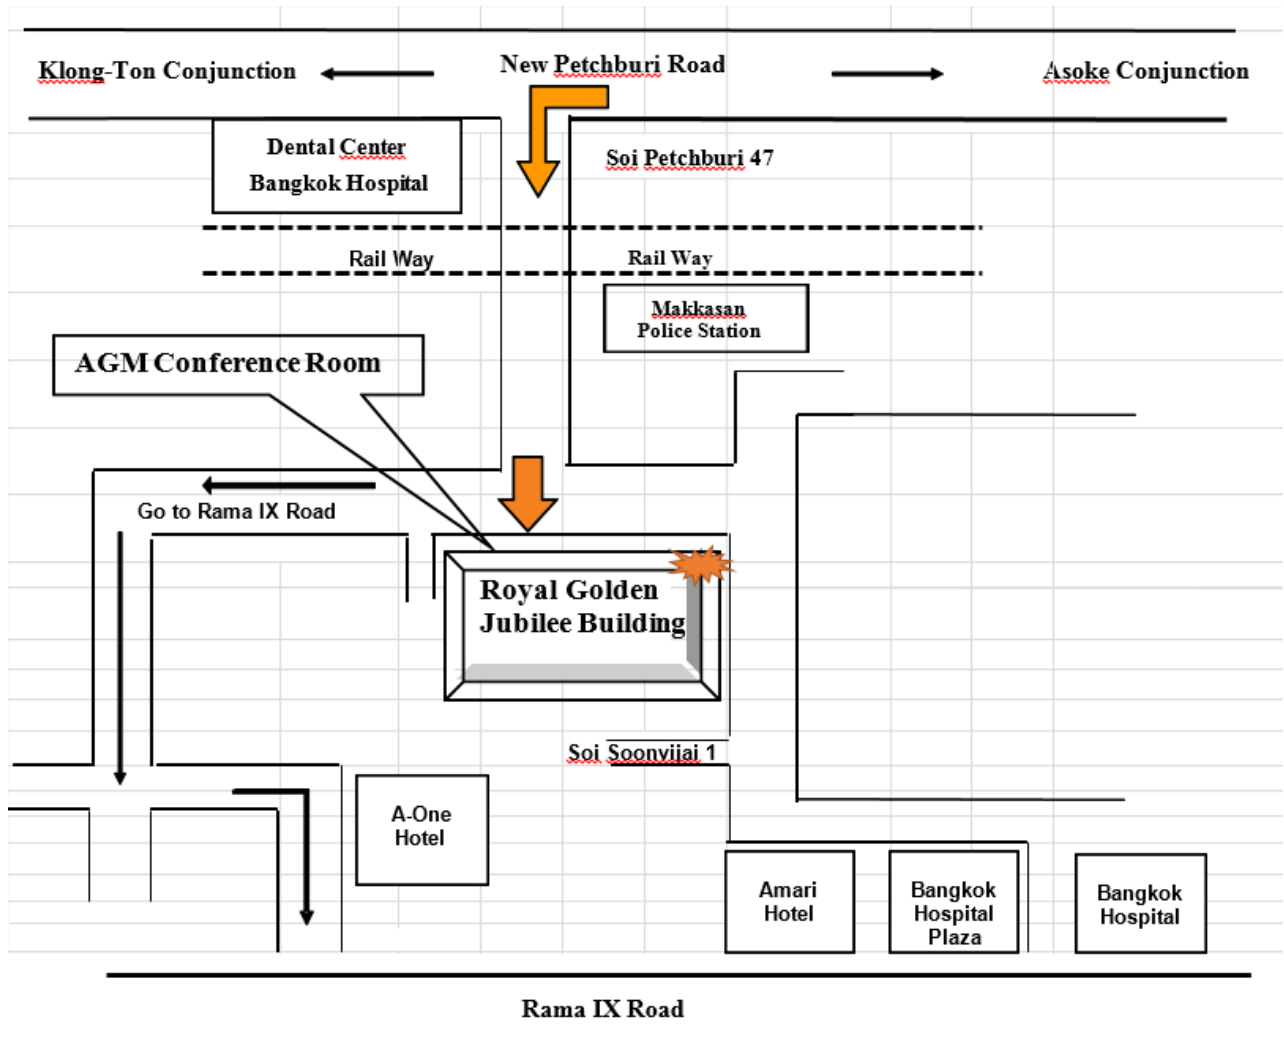 Klong-Ton Conjunction
New Petchburi Road
Asoke Conjunction
Dental Center
Bangkok Hospital
Soi Petchburi 47
Rail Way
Rail Way
Makkasan
Police Station
AGM Conference Room
Go to Rama IX Road
Royal Golden
Jubilee Building
Soi Soonvijai 1
A-One
Hotel
Amari
Hotel
Bangkok
Hospital
Plaza
Bangkok
Hospital
Rama IX Road